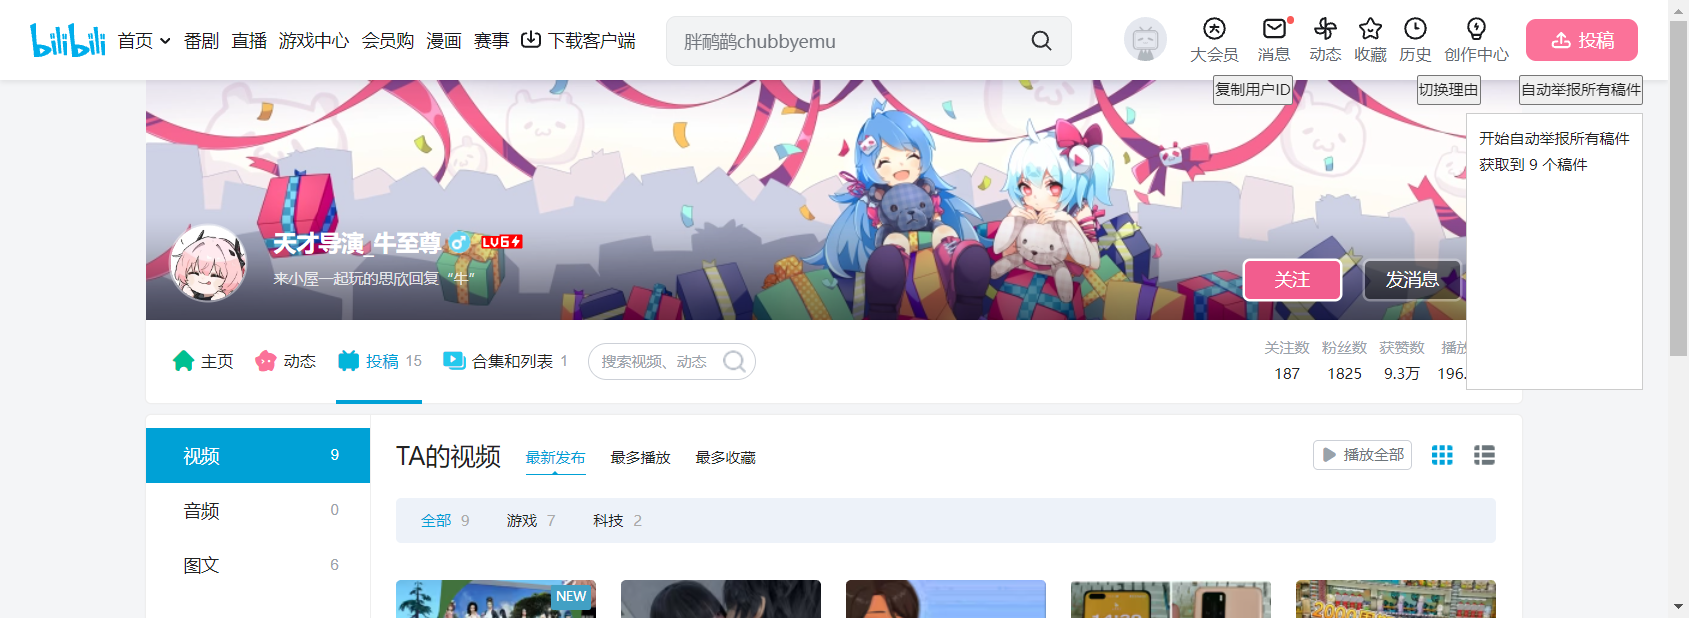 bilibili 首页 番剧 直播 游戏中心 会员购 漫画 赛事 下载客户端 胖鸸鹋chubbyemu 大会员 消息 动态 收藏 历史 创作中心 投稿
复制用户ID 切换理由 自动举报所有稿件
开始自动举报所有稿件
获取到 9 个稿件
天才导演_牛至尊 LV6
来小屋一起玩的思欣回复“牛”
关注 发消息
主页 动态 投稿 15 合集和列表 1 搜索视频、动态
关注数 粉丝数 获赞数 播放
187 1825 9.3万 196.
视频 9
音频 0
图文 6
TA的视频 最新发布 最多播放 最多收藏 播放全部
全部 9 游戏 7 科技 2
NEW